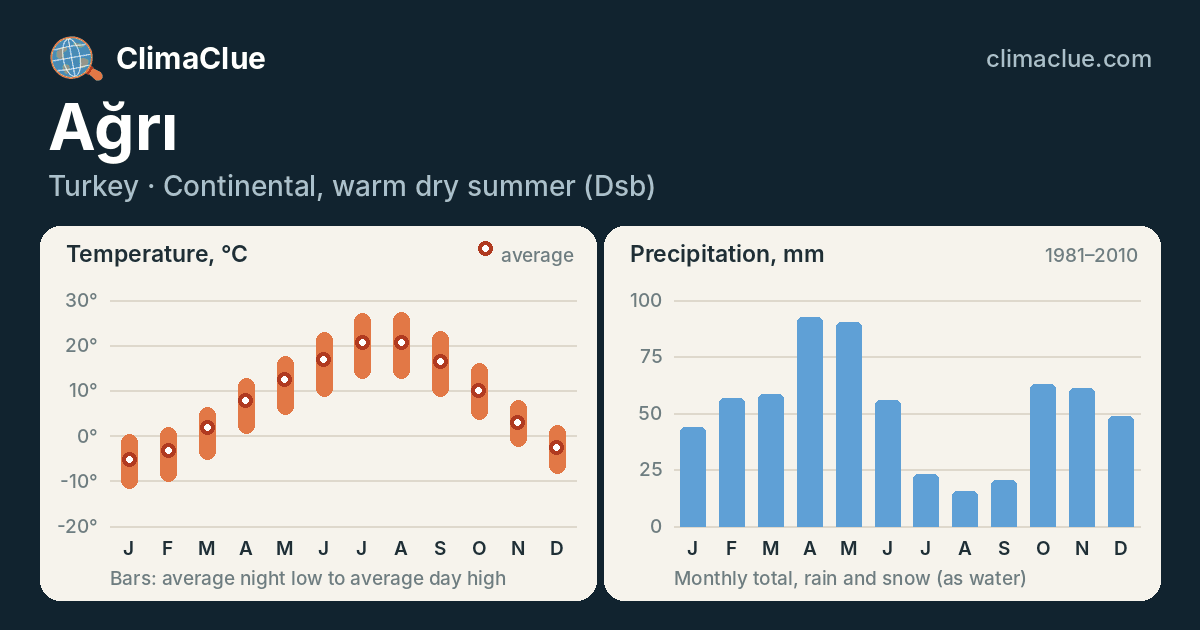 ClimaClue
climaclue.com
Ağrı
Turkey · Continental, warm dry summer (Dsb)
Temperature, °C
average
30°
20°
10°
0°
-10°
-20°
J F M A M J J A S O N D
Bars: average night low to average day high
Precipitation, mm
1981–2010
100
75
50
25
0
J F M A M J J A S O N D
Monthly total, rain and snow (as water)